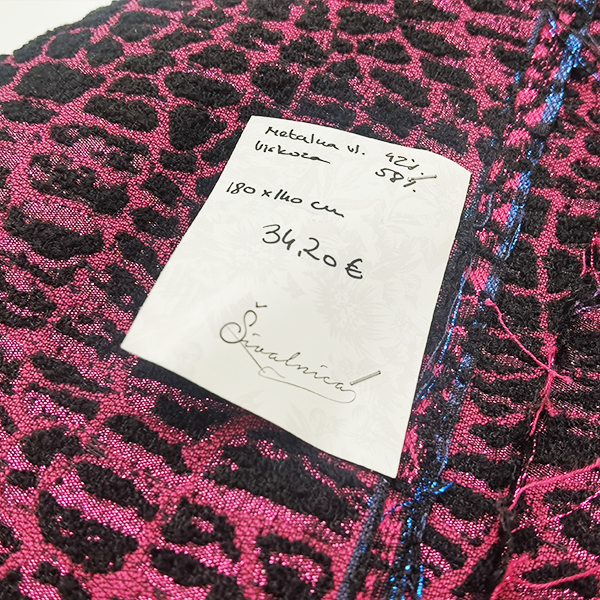 Metalna vl. 42%
Viskoza 58%
180 x 140 cm
34,20 €
Šivalnica